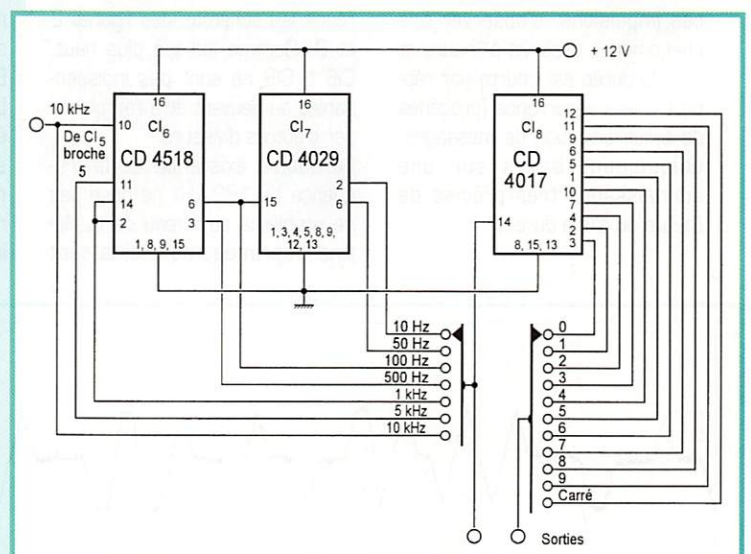 + 12 V
10 kHz
De CI5
broche
5
16
10
CI6
CD 4518
11
14
2
6
3
1, 8, 9, 15
16
CI7
CD 4029
15
2
6
1, 3, 4, 5, 8, 9,
12, 13
16
CI8
CD
4017
14
8, 15, 13
12
11
9
6
5
1
10
7
4
2
3
10 Hz
50 Hz
100 Hz
500 Hz
1 kHz
5 kHz
10 kHz
0
1
2
3
4
5
6
7
8
9
Carré
Sorties